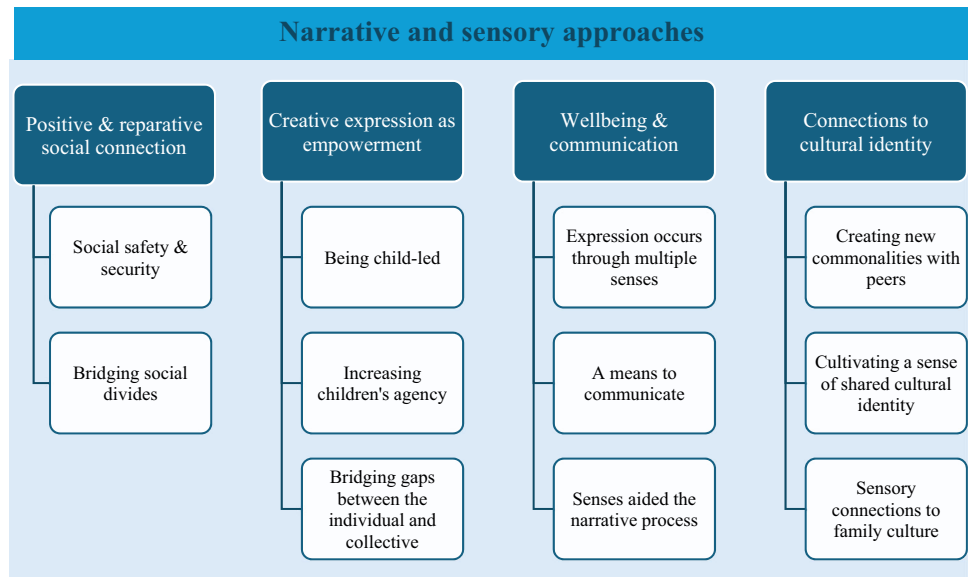 Narrative and sensory approaches
Positive & reparative
social connection
Social safety &
security
Bridging social
divides
Creative expression as
empowerment
Being child-led
Increasing
children's agency
Bridging gaps
between the
individual and
collective
Wellbeing &
communication
Expression occurs
through multiple
senses
A means to
communicate
Senses aided the
narrative process
Connections to
cultural identity
Creating new
commonalities with
peers
Cultivating a sense
of shared cultural
identity
Sensory
connections to
family culture